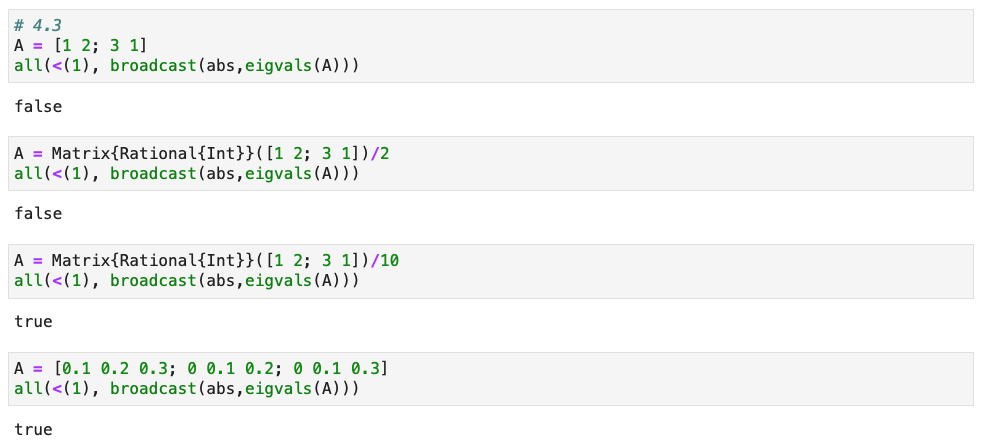 # 4.3
A = [1 2; 3 1]
all(<(1), broadcast(abs,eigvals(A)))
false
A = Matrix{Rational{Int}}([1 2; 3 1])/2
all(<(1), broadcast(abs,eigvals(A)))
false
A = Matrix{Rational{Int}}([1 2; 3 1])/10
all(<(1), broadcast(abs,eigvals(A)))
true
A = [0.1 0.2 0.3; 0 0.1 0.2; 0 0.1 0.3]
all(<(1), broadcast(abs,eigvals(A)))
true